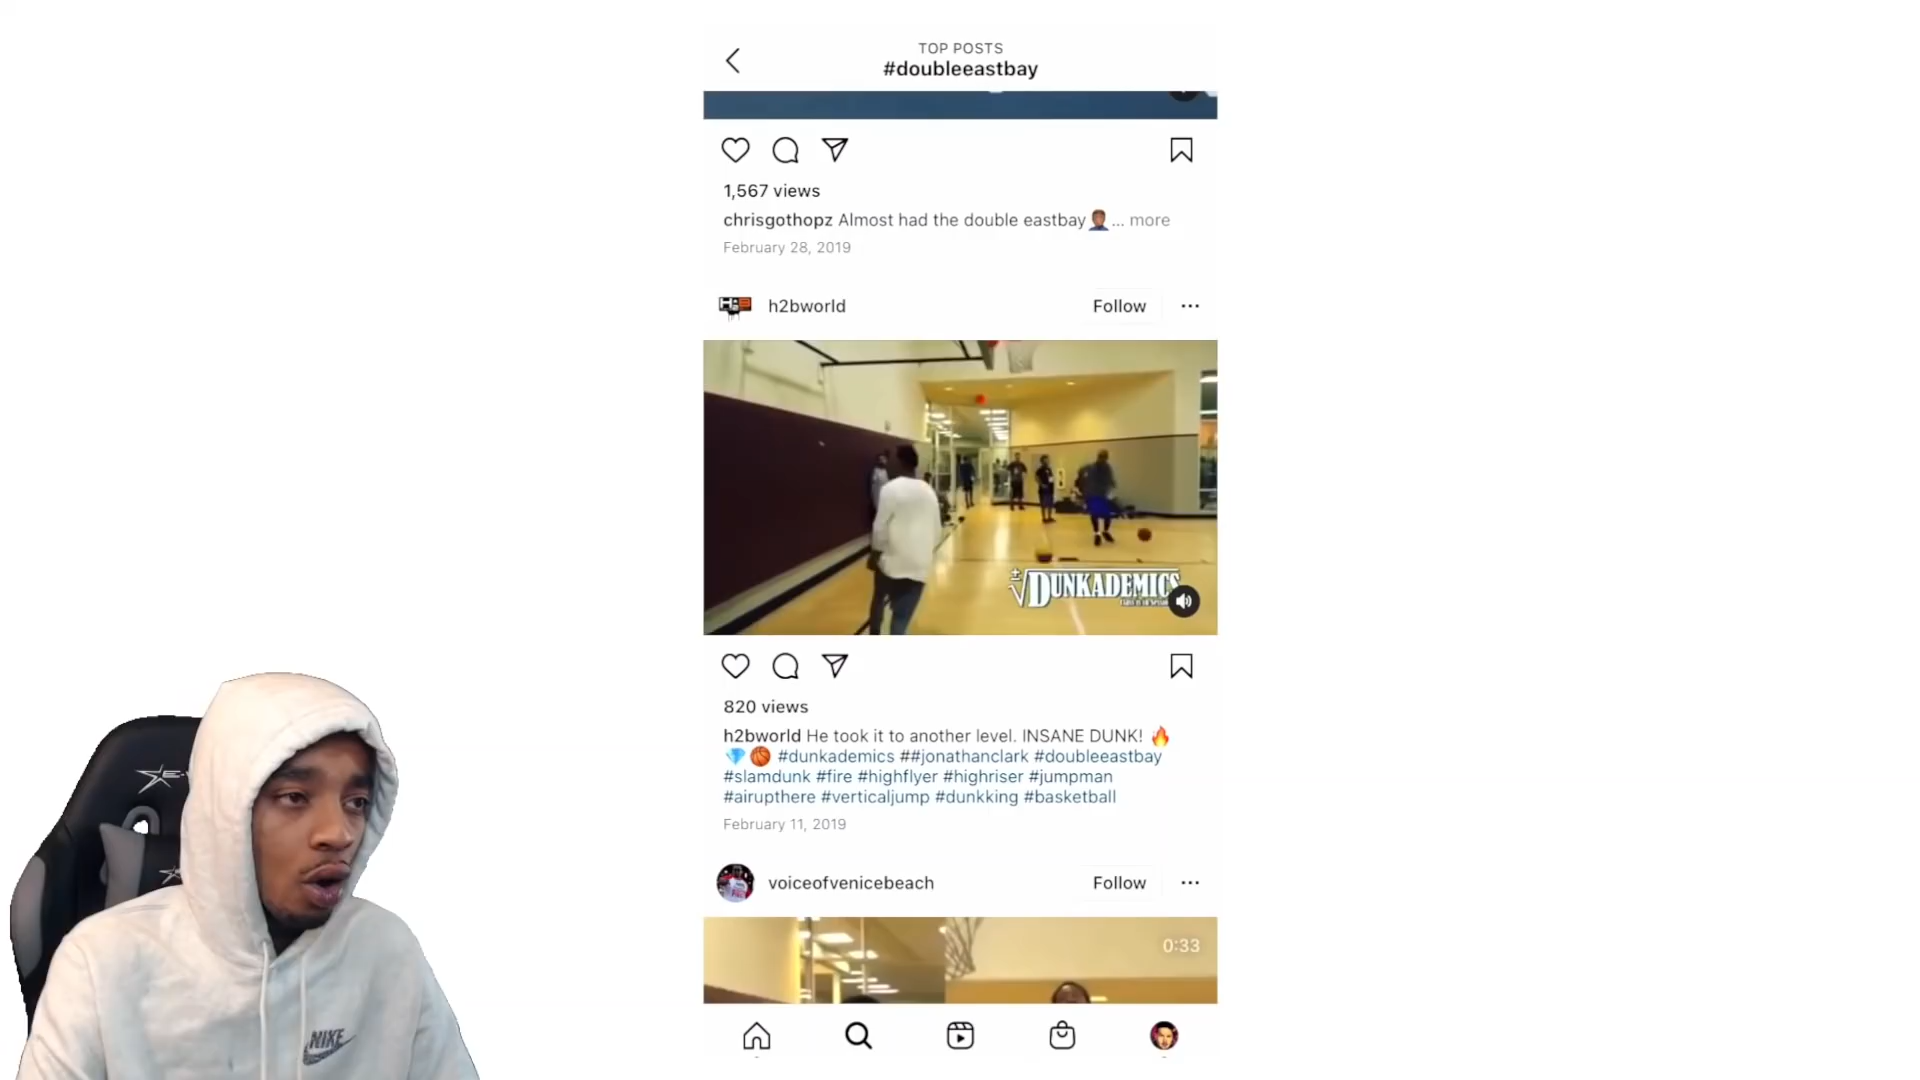 TOP POSTS
#doubleeastbay
1,567 views
chrisgothopz Almost had the double eastbay🤦🏾‍♂️... more
February 28, 2019
h2bworld
Follow
DUNKADEMICS
820 views
h2bworld He took it to another level. INSANE DUNK! 🔥
💎🏀 #dunkademics ##jonathanclark #doubleeastbay
#slamdunk #fire #highflyer #highriser #jumpman
#airupthere #verticaljump #dunkking #basketball
February 11, 2019
voiceofvenicebeach
Follow
0:33
NIKE